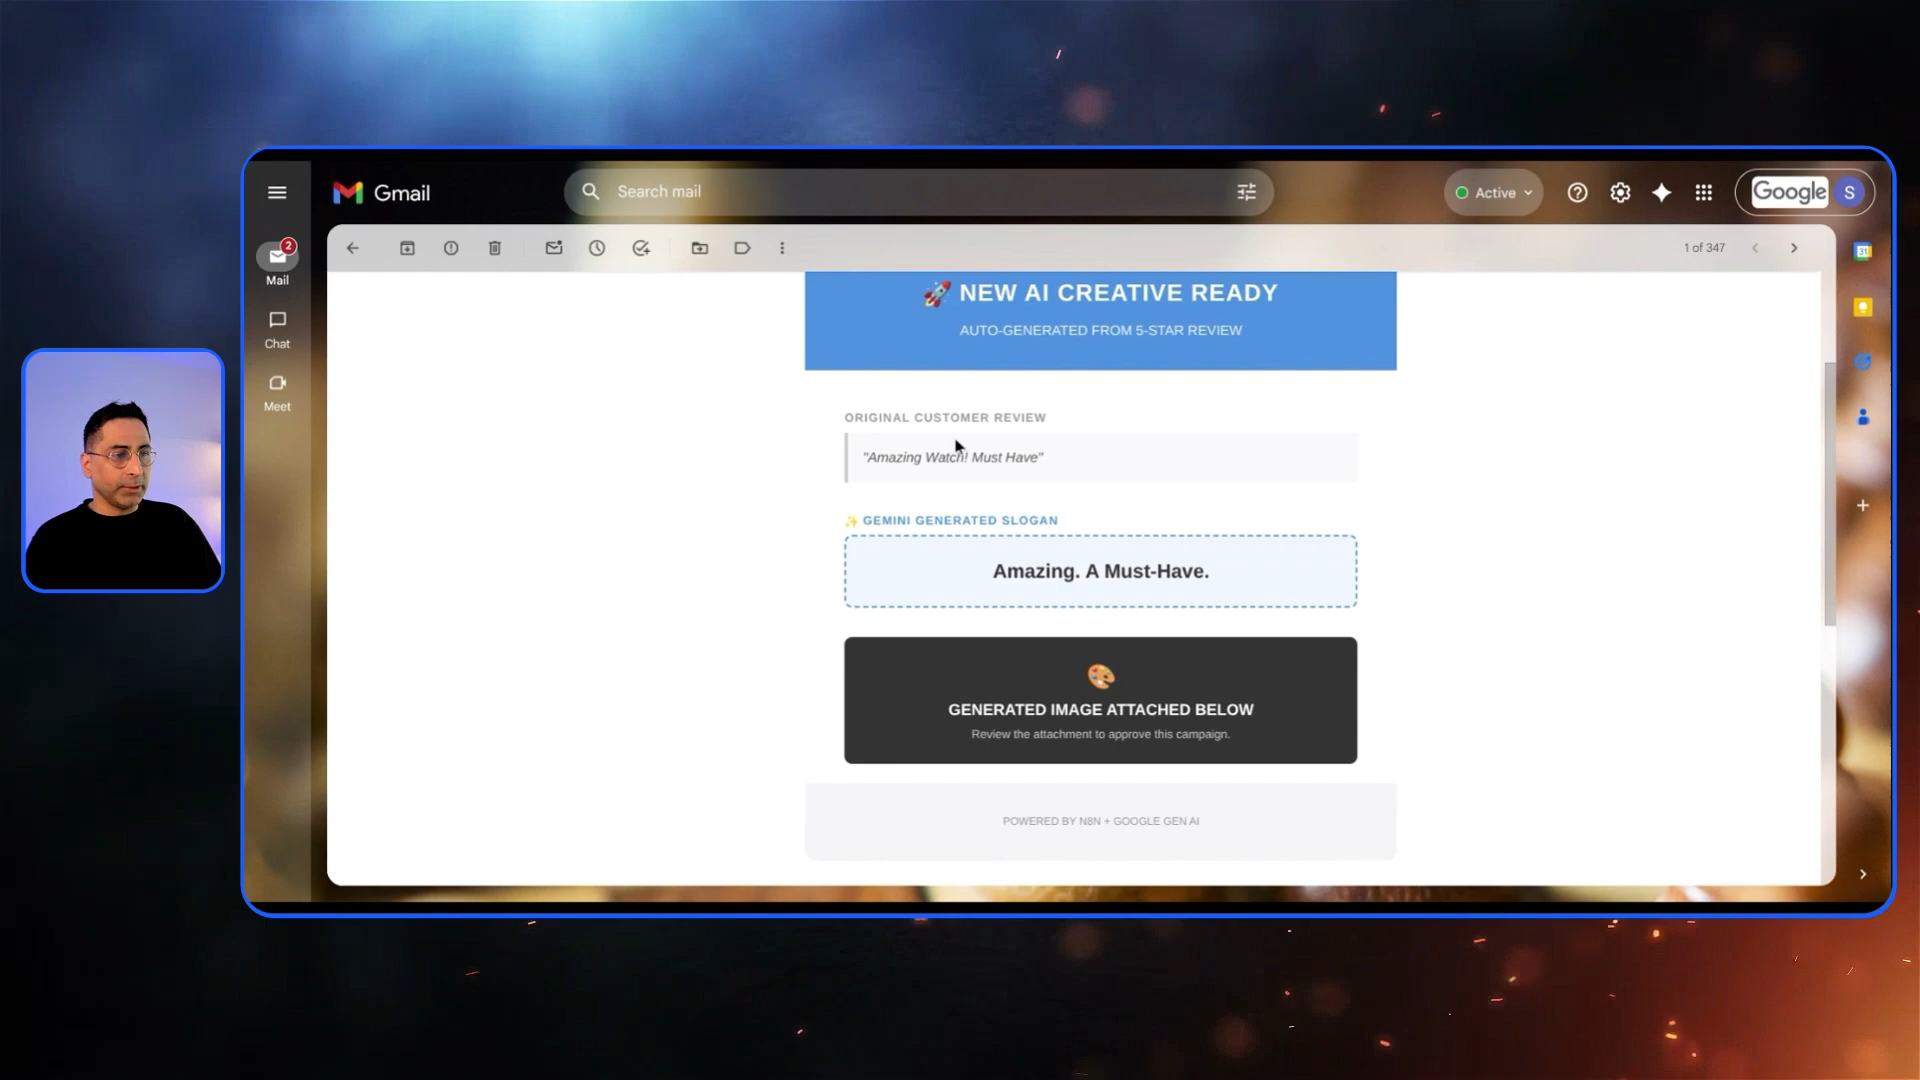 Gmail
Search mail
Active
Google
S
2
Mail
Chat
Meet
1 of 347
31
🚀 NEW AI CREATIVE READY
AUTO-GENERATED FROM 5-STAR REVIEW
ORIGINAL CUSTOMER REVIEW
"Amazing Watch! Must Have"
✨ GEMINI GENERATED SLOGAN
Amazing. A Must-Have.
🎨
GENERATED IMAGE ATTACHED BELOW
Review the attachment to approve this campaign.
POWERED BY N8N + GOOGLE GEN AI